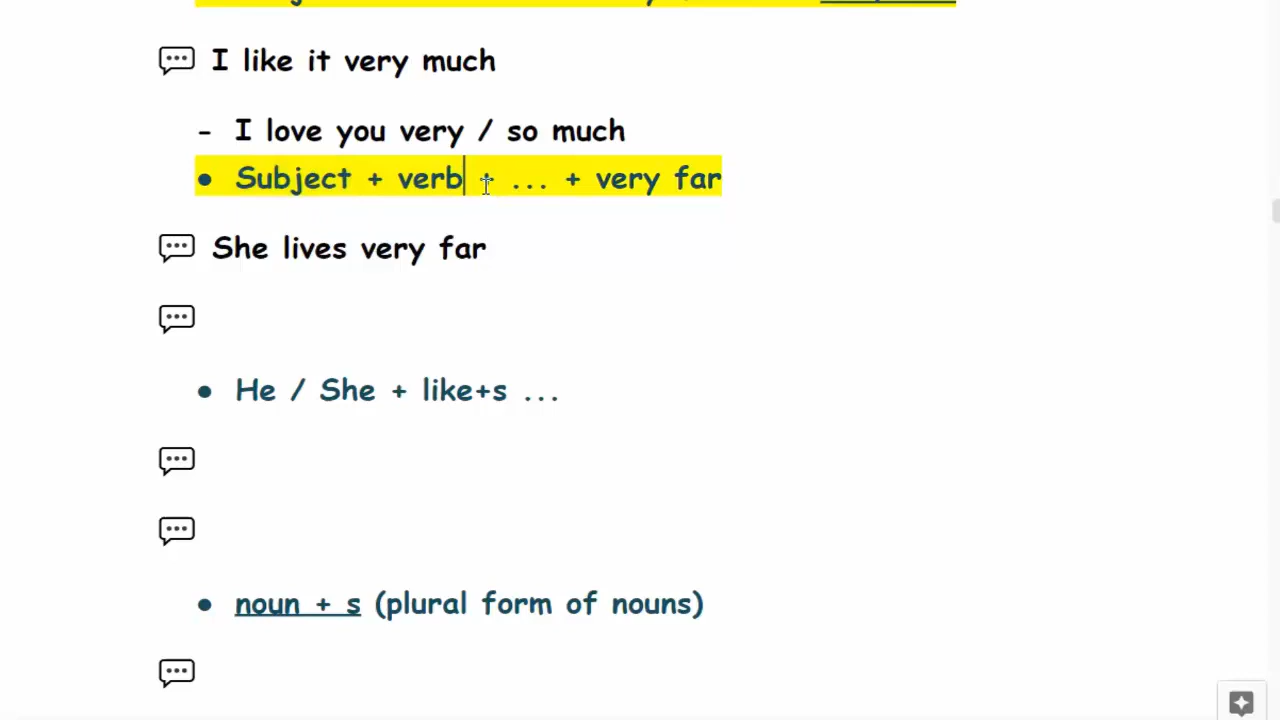 I like it very much
- I love you very / so much
● Subject + verb + ... + very far
She lives very far
● He / She + like+s ...
● noun + s (plural form of nouns)